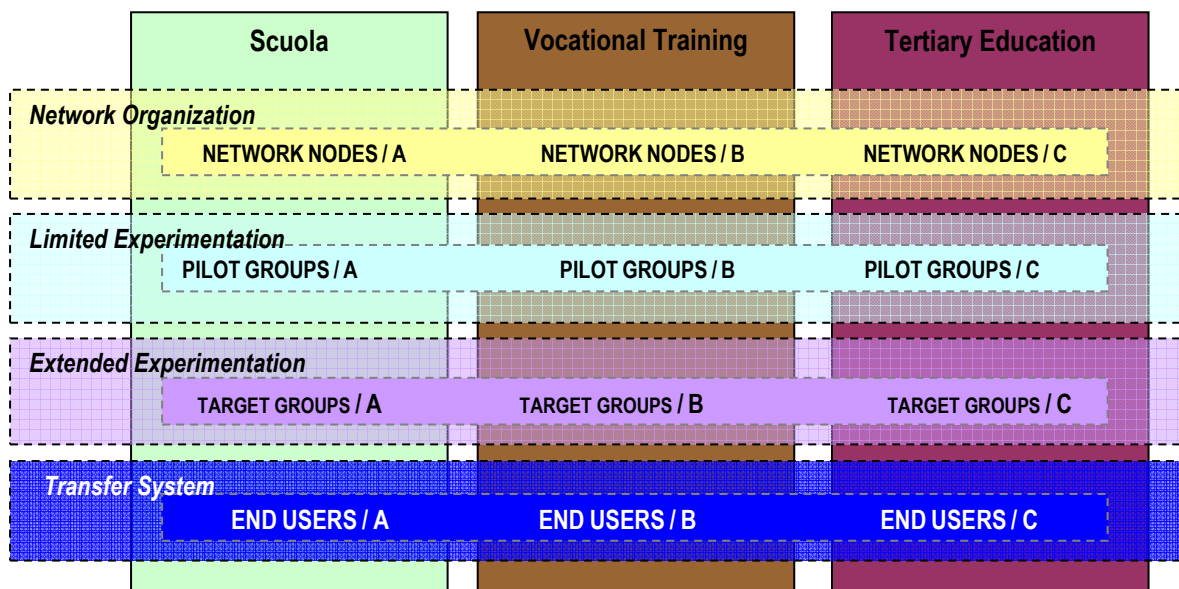 Scuola
Vocational Training
Tertiary Education
Network Organization
NETWORK NODES / A
NETWORK NODES / B
NETWORK NODES / C
Limited Experimentation
PILOT GROUPS / A
PILOT GROUPS / B
PILOT GROUPS / C
Extended Experimentation
TARGET GROUPS / A
TARGET GROUPS / B
TARGET GROUPS / C
Transfer System
END USERS / A
END USERS / B
END USERS / C